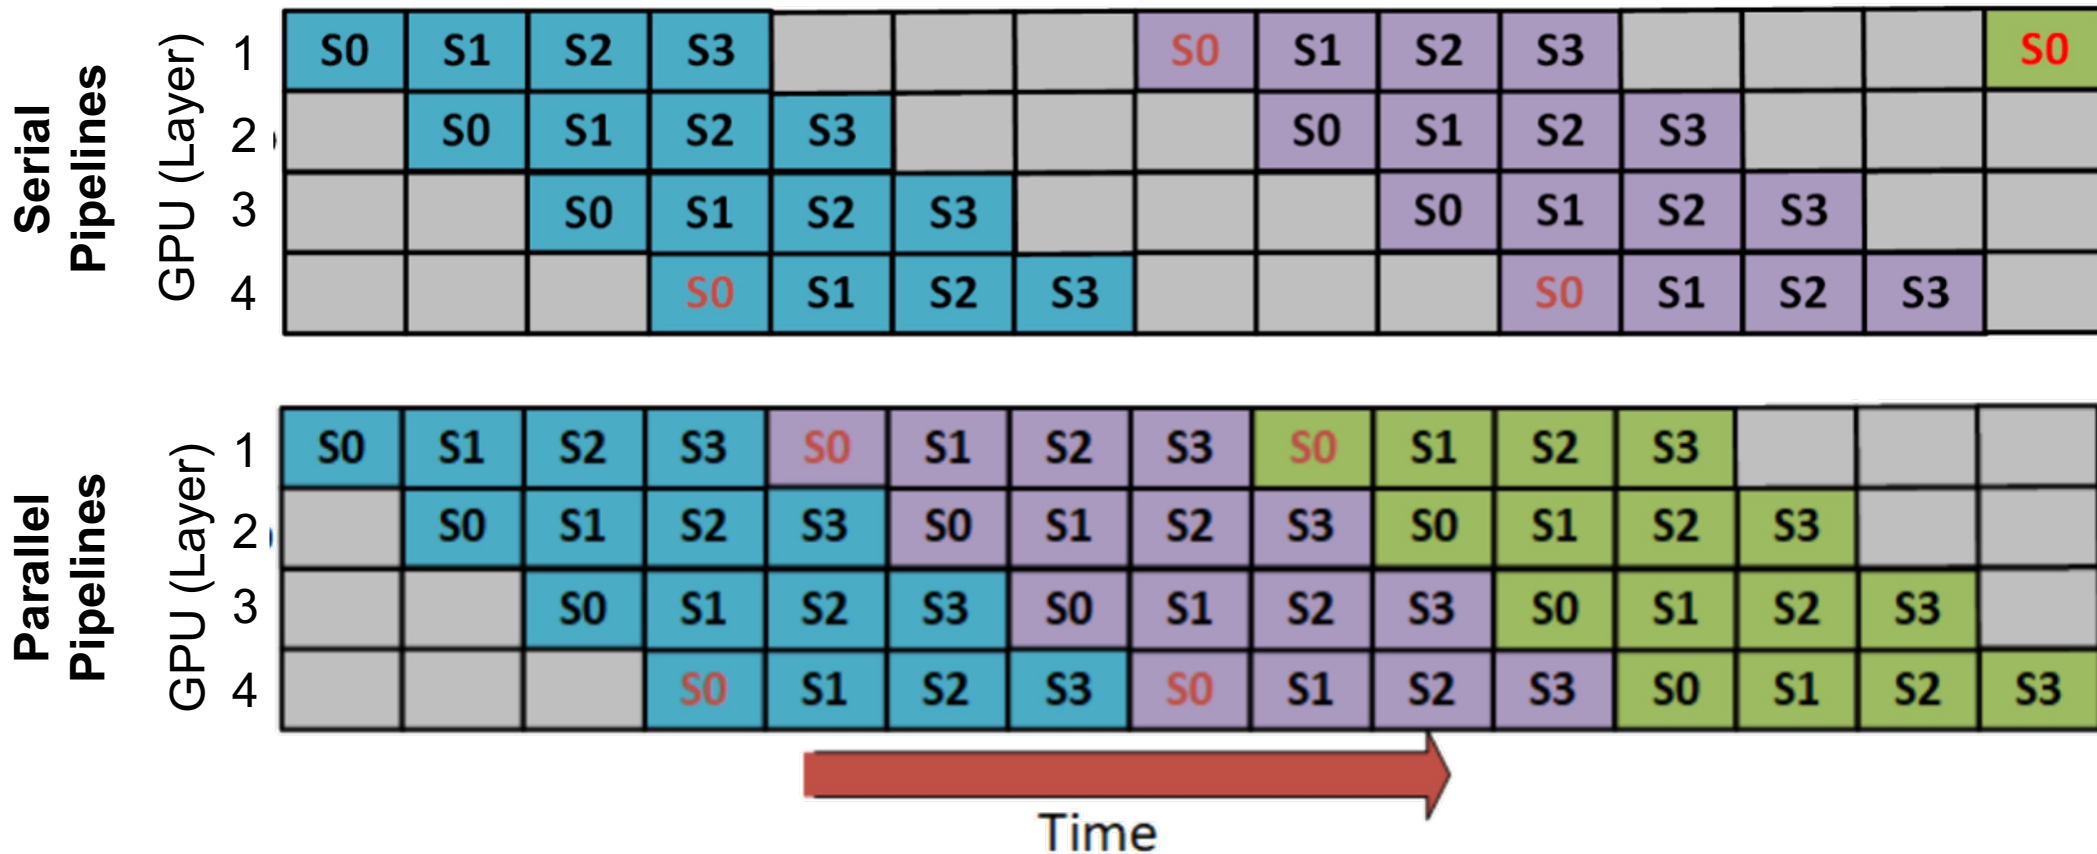 Serial
Pipelines
GPU (Layer)
1 S0 S1 S2 S3 S0 S1 S2 S3 S0
2 S0 S1 S2 S3 S0 S1 S2 S3
3 S0 S1 S2 S3 S0 S1 S2 S3
4 S0 S1 S2 S3 S0 S1 S2 S3
Parallel
Pipelines
GPU (Layer)
1 S0 S1 S2 S3 S0 S1 S2 S3 S0 S1 S2 S3
2 S0 S1 S2 S3 S0 S1 S2 S3 S0 S1 S2 S3
3 S0 S1 S2 S3 S0 S1 S2 S3 S0 S1 S2 S3
4 S0 S1 S2 S3 S0 S1 S2 S3 S0 S1 S2 S3
Time